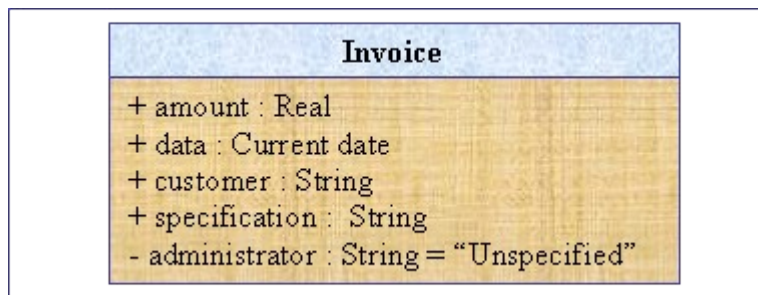 Invoice
+ amount : Real
+ data : Current date
+ customer : String
+ specification :  String
- administrator : String = “Unspecified”